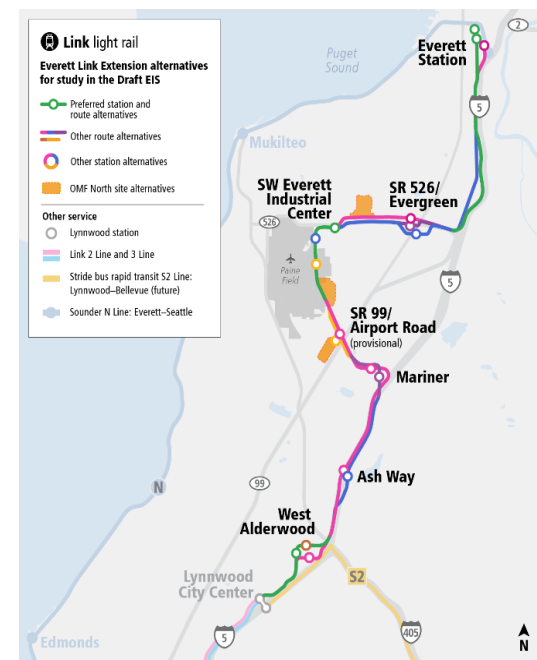 Link light rail
Everett Link Extension alternatives
for study in the Draft EIS
Preferred station and
route alternatives
Other route alternatives
Other station alternatives
OMF North site alternatives
Other service
Lynnwood station
Link 2 Line and 3 Line
Stride bus rapid transit S2 Line:
Lynnwood–Bellevue (future)
Sounder N Line: Everett–Seattle
2
Everett
Station
Puget
Sound
5
Mukilteo
SW Everett
Industrial
Center
SR 526/
Evergreen
526
Paine
Field
5
SR 99/
Airport Road
(provisional)
Mariner
Ash Way
N
99
West
Alderwood
S2
Lynnwood
City Center
5
405
Edmonds
N